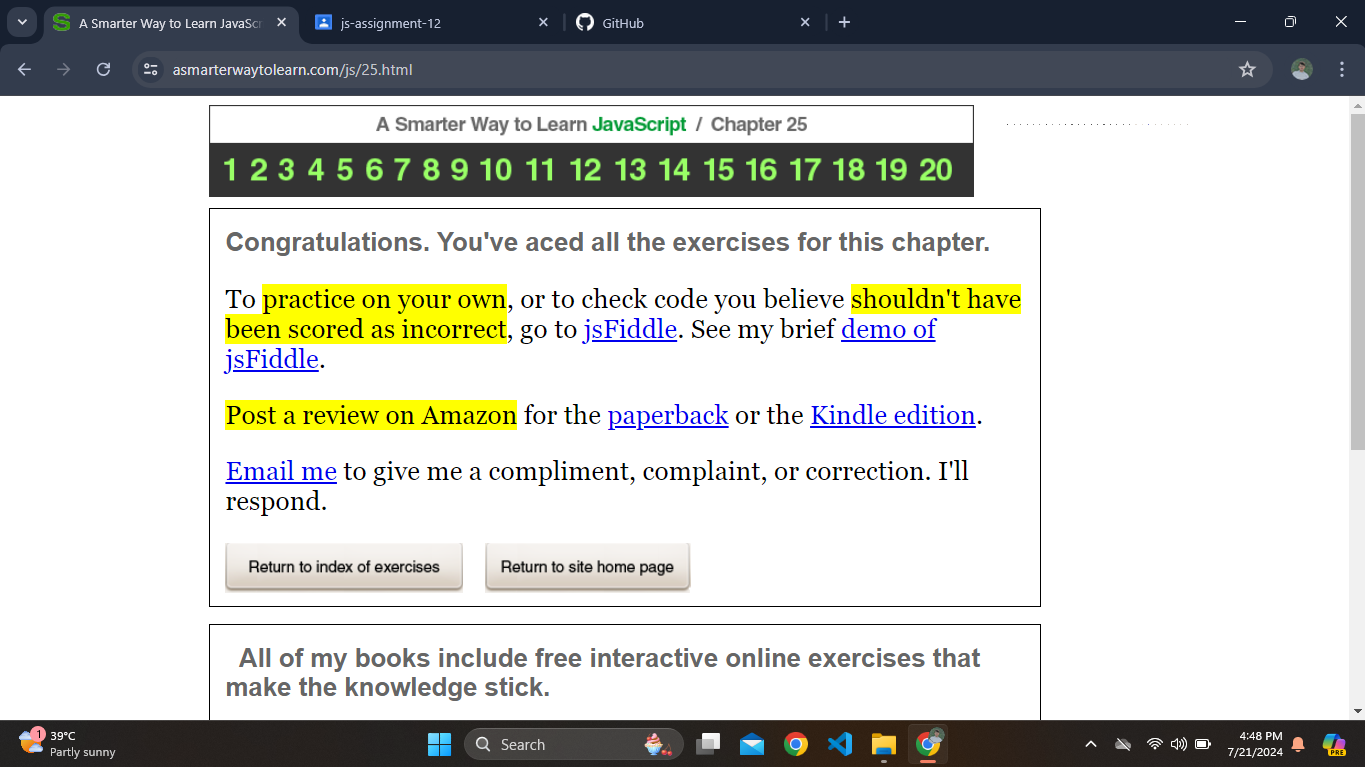 A Smarter Way to Learn JavaScr
js-assignment-12
GitHub
asmarterwaytolearn.com/js/25.html
A Smarter Way to Learn JavaScript / Chapter 25
1 2 3 4 5 6 7 8 9 10 11 12 13 14 15 16 17 18 19 20
Congratulations. You've aced all the exercises for this chapter.
To practice on your own, or to check code you believe shouldn't have
been scored as incorrect, go to jsFiddle. See my brief demo of
jsFiddle.
Post a review on Amazon for the paperback or the Kindle edition.
Email me to give me a compliment, complaint, or correction. I'll
respond.
Return to index of exercises
Return to site home page
All of my books include free interactive online exercises that
make the knowledge stick.
1
39°C
Partly sunny
Search
4:48 PM
7/21/2024
PRE